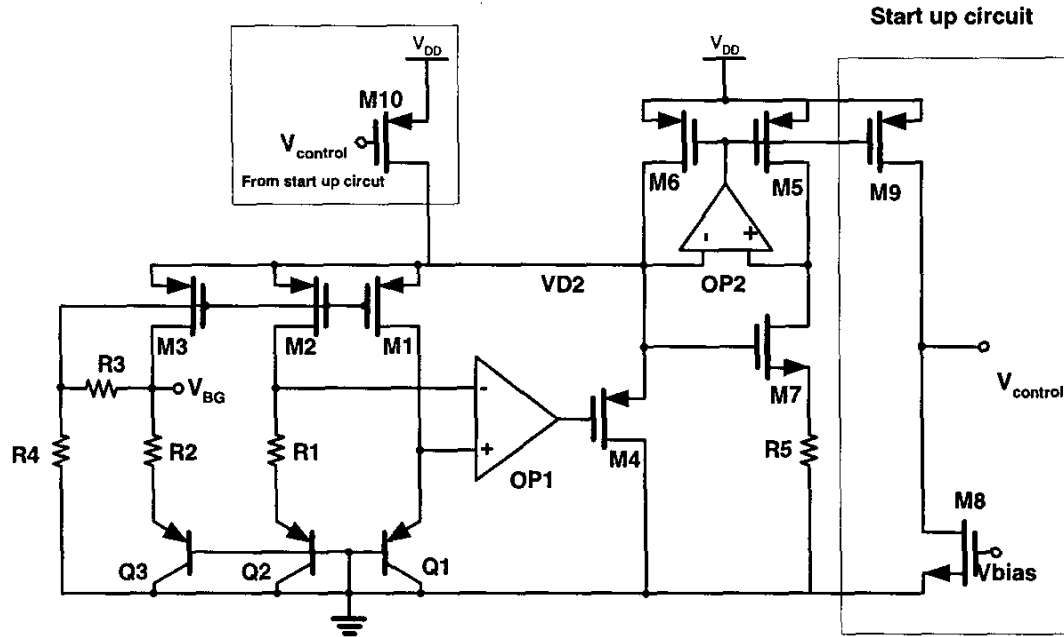 Start up circuit
VDD
VDD
M10
Vcontrol
From start up circut
M6
M5
M9
-
+
OP2
VD2
M3
M2
M1
R3
VBG
M7
Vcontrol
R4
R2
R1
-
+
OP1
M4
R5
M8
Vbias
Q3
Q2
Q1